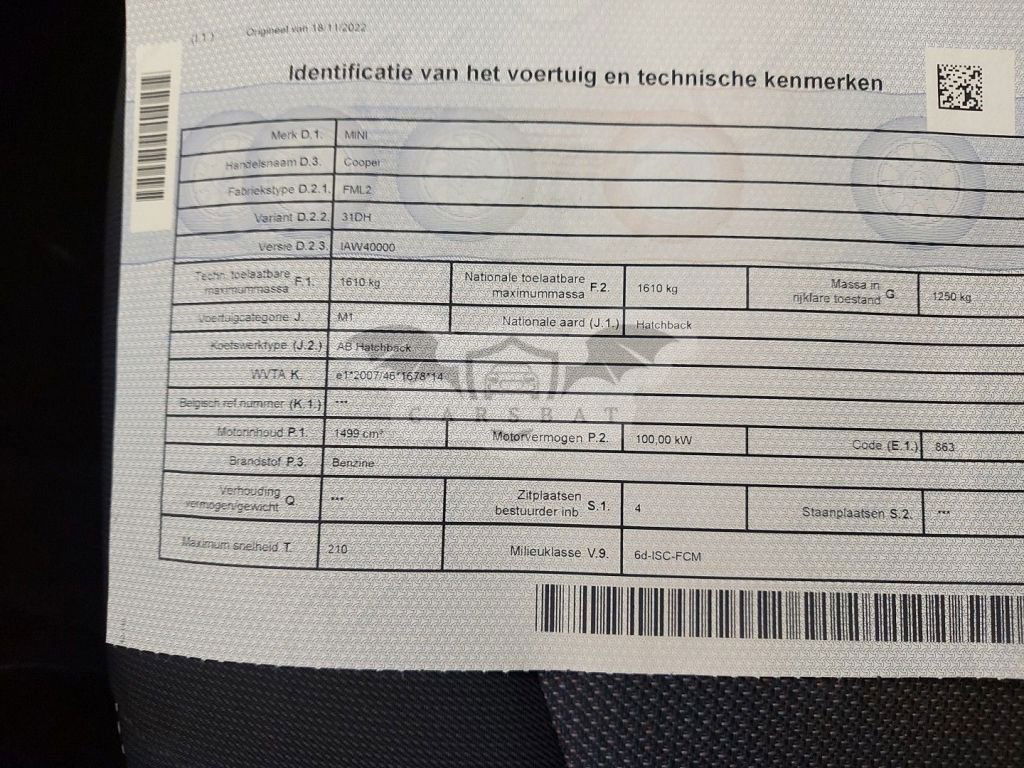 (I.1.) Origineel van 18/11/2022
Identificatie van het voertuig en technische kenmerken
Merk D.1. MINI
Handelsnaam D.3. Cooper
Fabriekstype D.2.1. FML2
Variant D.2.2. 31DH
Versie D.2.3. IAW40000
Techn. toelaatbare maximummassa F.1. 1610 kg Nationale toelaatbare maximummassa F.2. 1610 kg Massa in rijklare toestand G. 1250 kg
Voertuigcategorie J. M1 Nationale aard (J.1.) Hatchback
Koetswerktype (J.2.) AB Hatchback
WVTA K. e1*2007/46*1678*14
Belgisch ref.nummer (K.1.) ***
CARSBAT
Motorinhoud P.1. 1499 cm³ Motorvermogen P.2. 100,00 kW Code (E.1.) 863
Brandstof P.3. Benzine
Verhouding vermogen/gewicht Q. *** Zitplaatsen bestuurder inb S.1. 4 Staanplaatsen S.2. ***
Maximum snelheid T. 210 Milieuklasse V.9. 6d-ISC-FCM